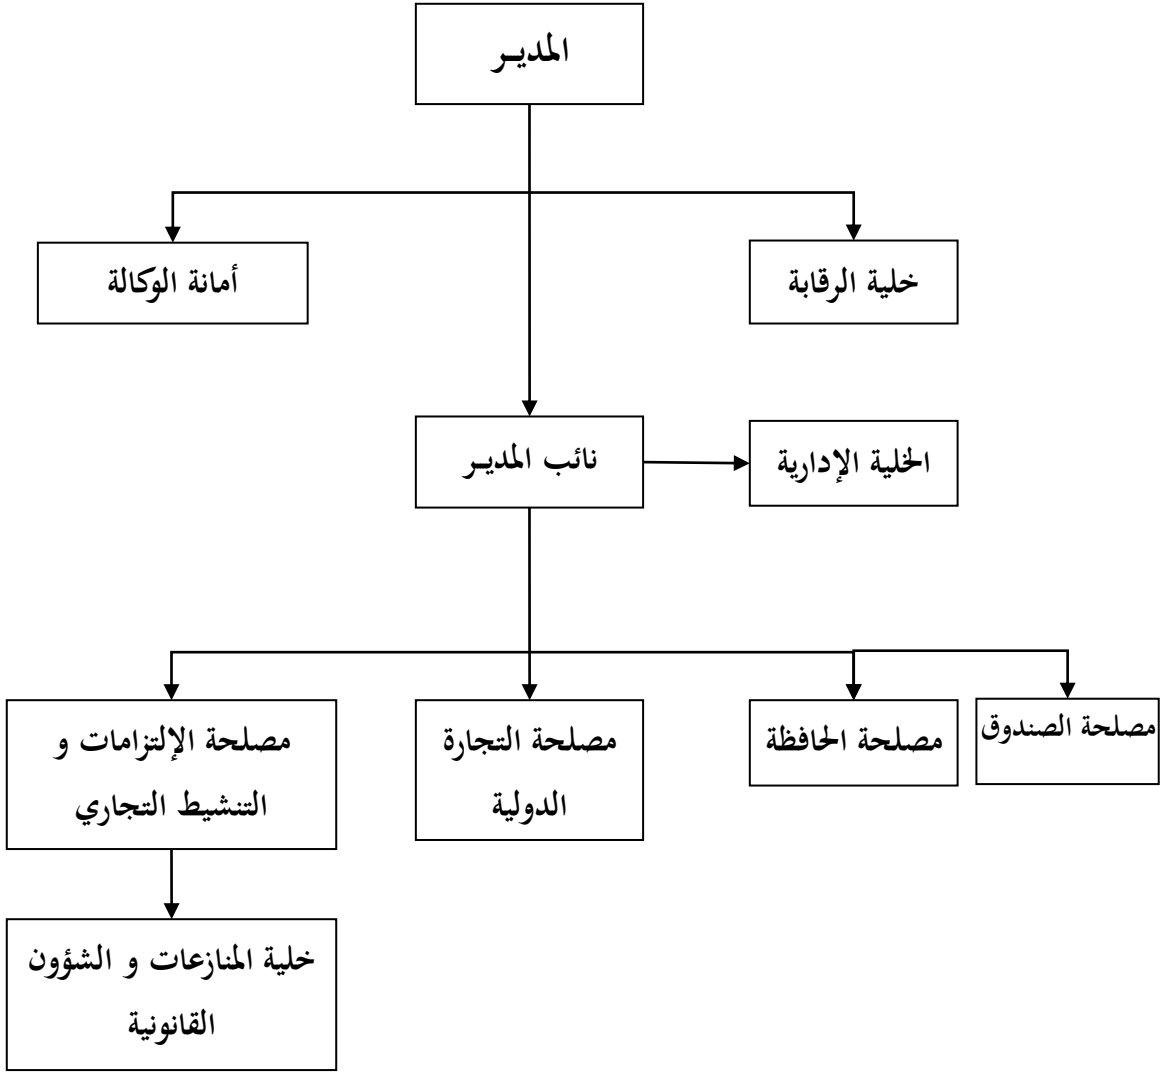 المديـر
خلية الرقابة
أمانة الوكالة
نائب المديـر
الخلية الإدارية
مصلحة الصندوق
مصلحة الحافظة
مصلحة التجارة
الدولية
مصلحة الإلتزامات و
التنشيط التجاري
خلية المنازعات و الشؤون
القانونية